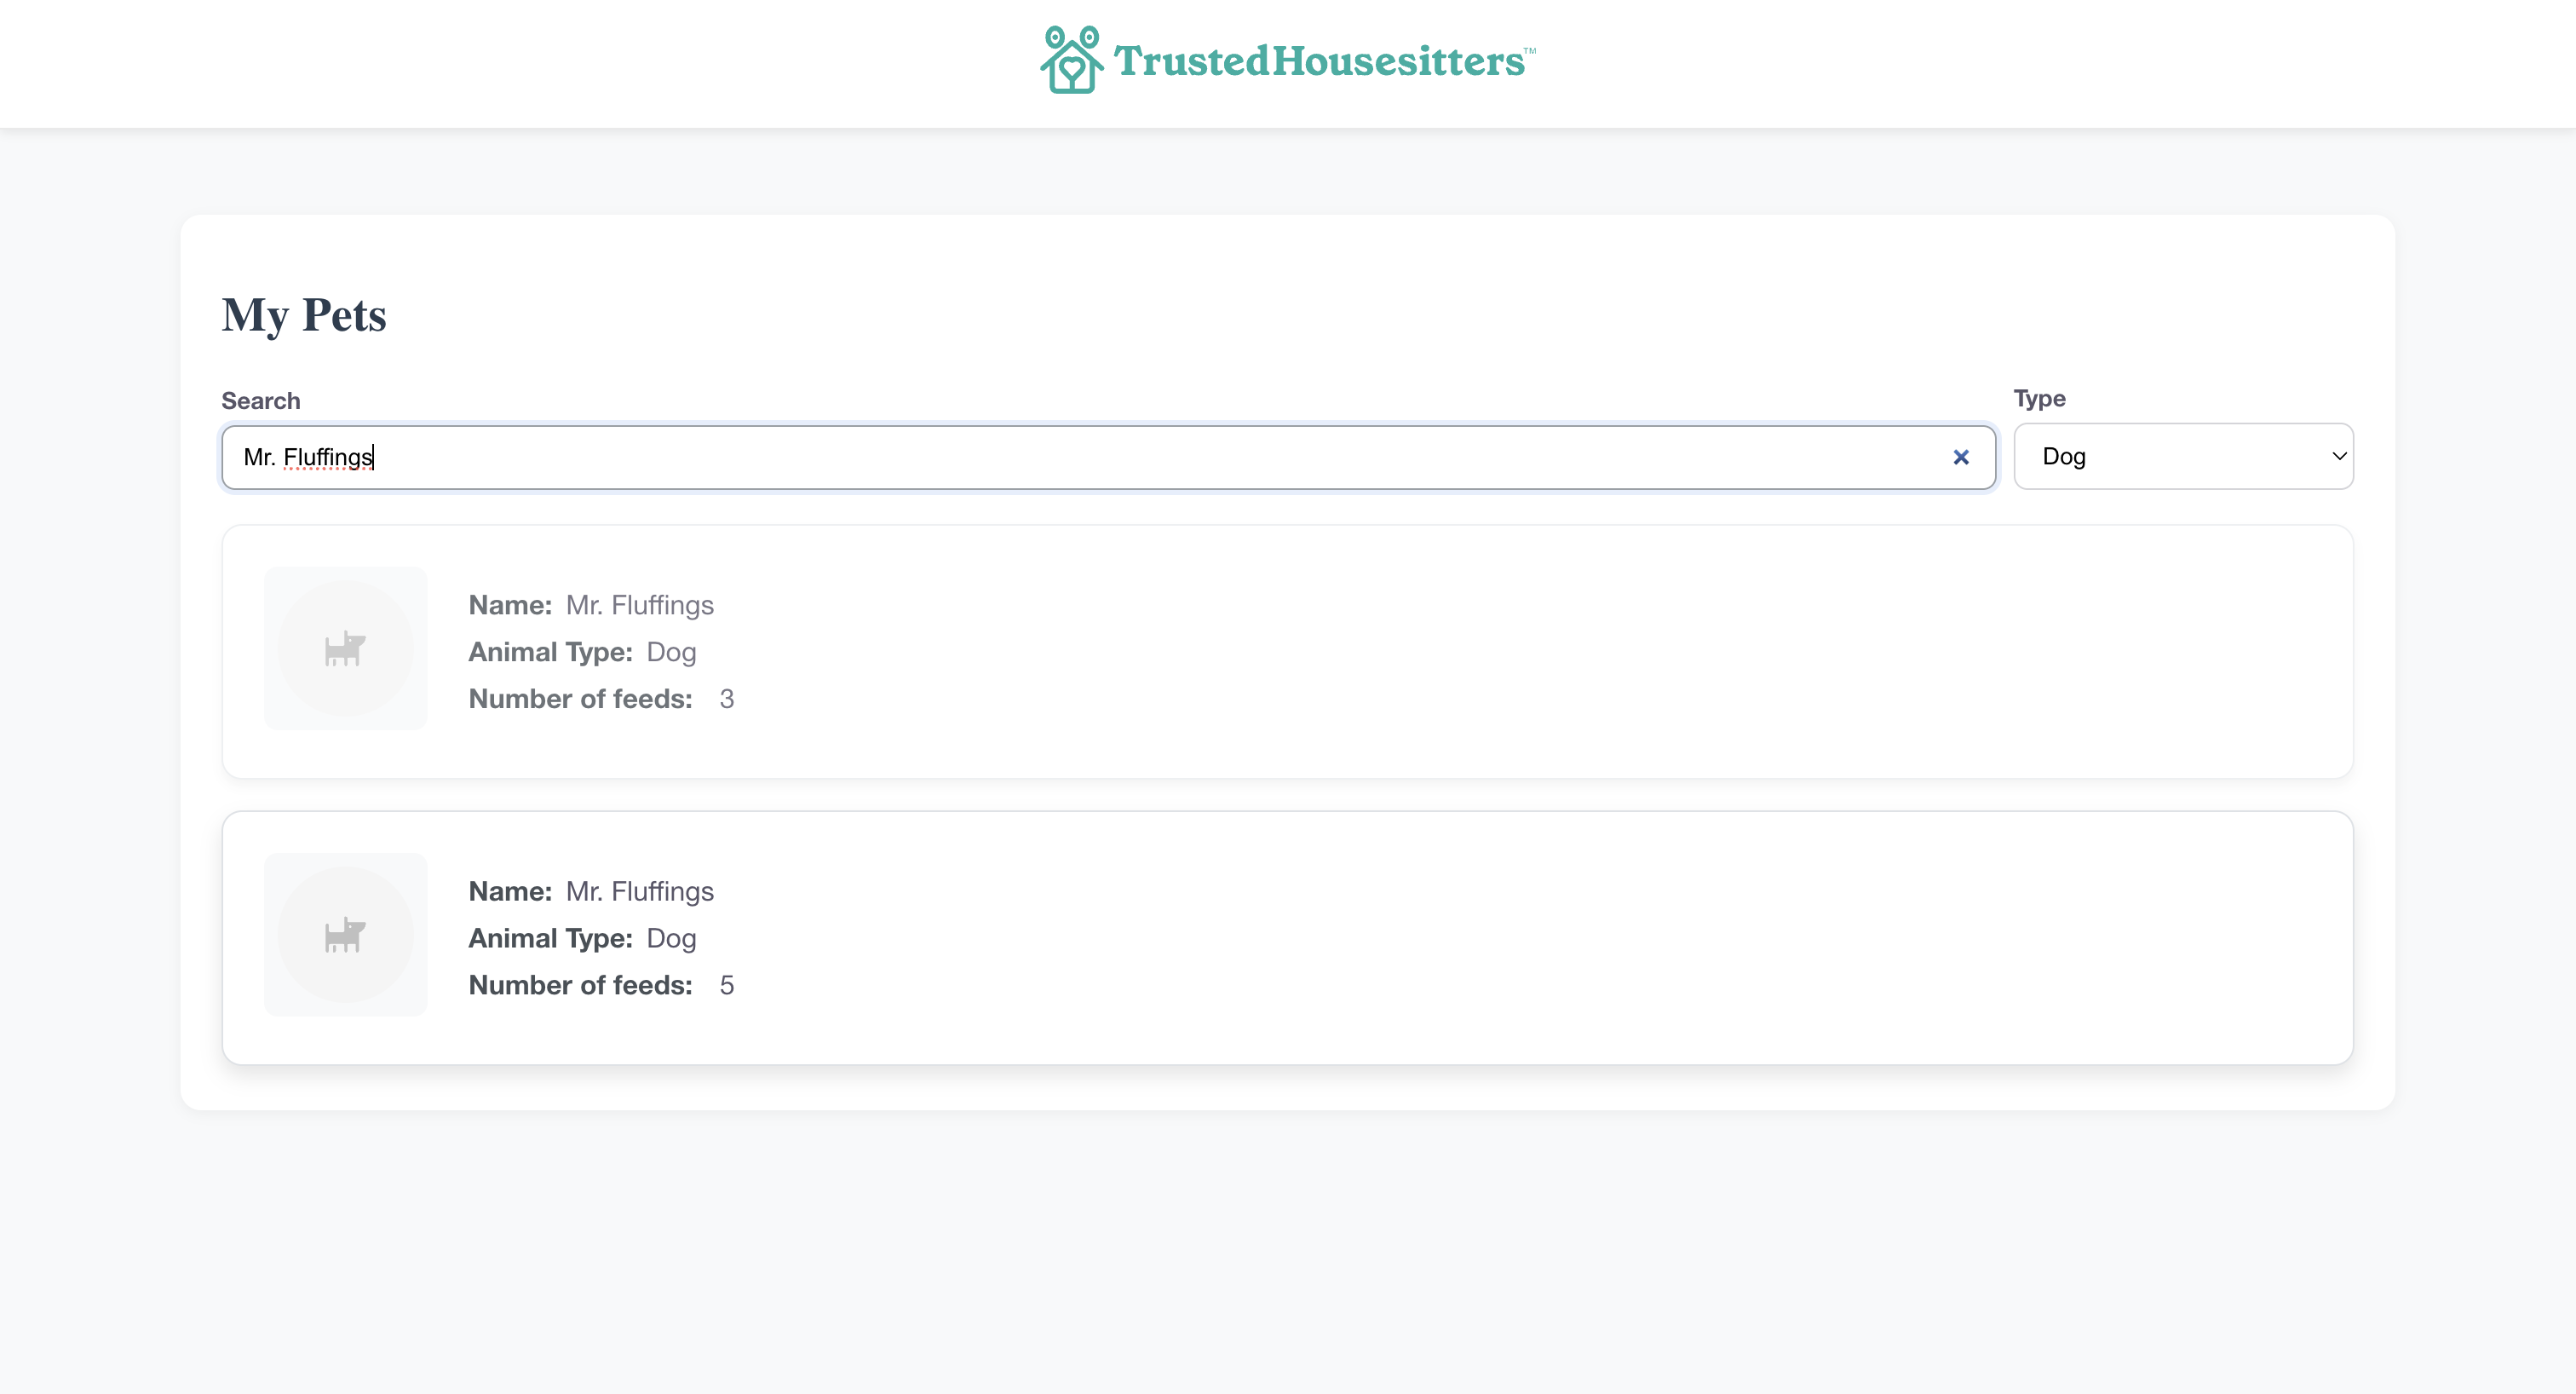 TrustedHousesitters™
My Pets
Search
Type
Mr. Fluffings
Dog
Name: Mr. Fluffings
Animal Type: Dog
Number of feeds: 3
Name: Mr. Fluffings
Animal Type: Dog
Number of feeds: 5